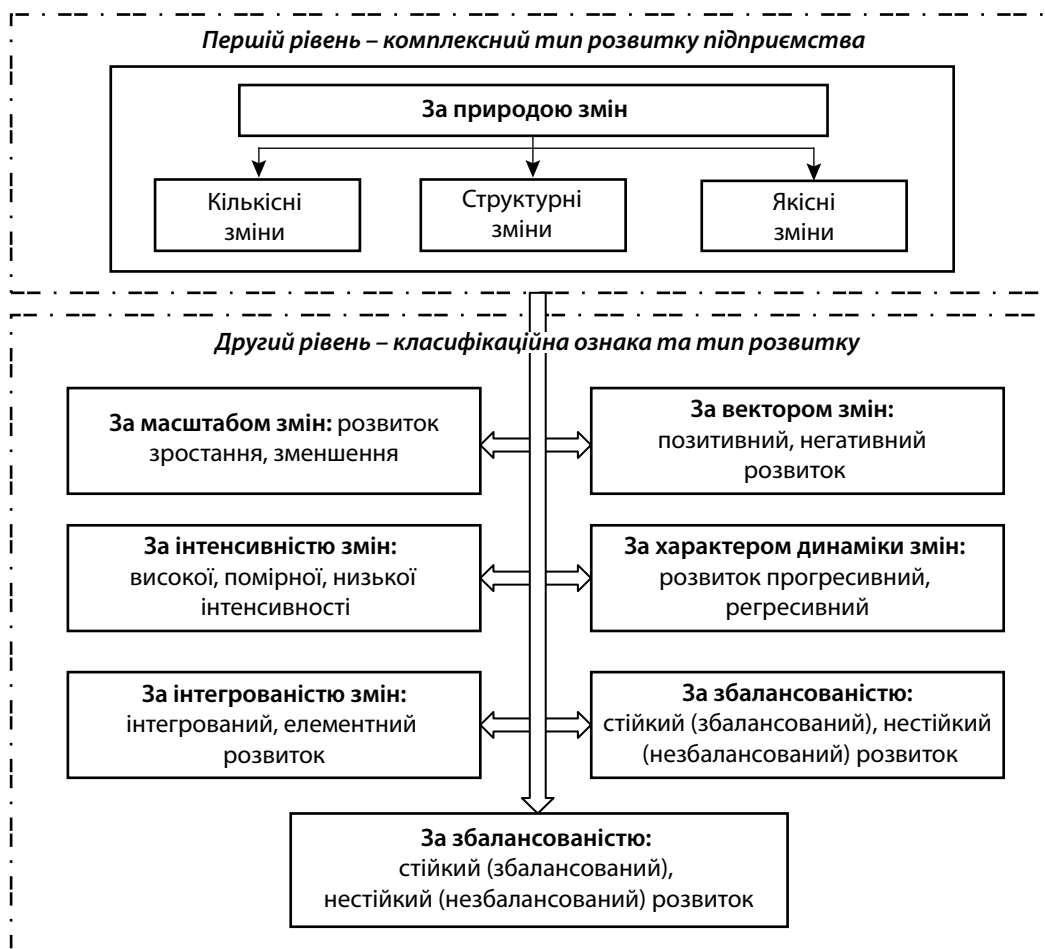 Першій рівень – комплексний тип розвитку підприємства
За природою змін
Кількісні
зміни
Структурні
зміни
Якісні
зміни
Другий рівень – класифікаційна ознака та тип розвитку
За масштабом змін: розвиток
зростання, зменшення
За вектором змін:
позитивний, негативний
розвиток
За інтенсивністю змін:
високої, помірної, низької
інтенсивності
За характером динаміки змін:
розвиток прогресивний,
регресивний
За інтегрованістю змін:
інтегрований, елементний
розвиток
За збалансованістю:
стійкий (збалансований), нестійкий
(незбалансований) розвиток
За збалансованістю:
стійкий (збалансований),
нестійкий (незбалансований) розвиток